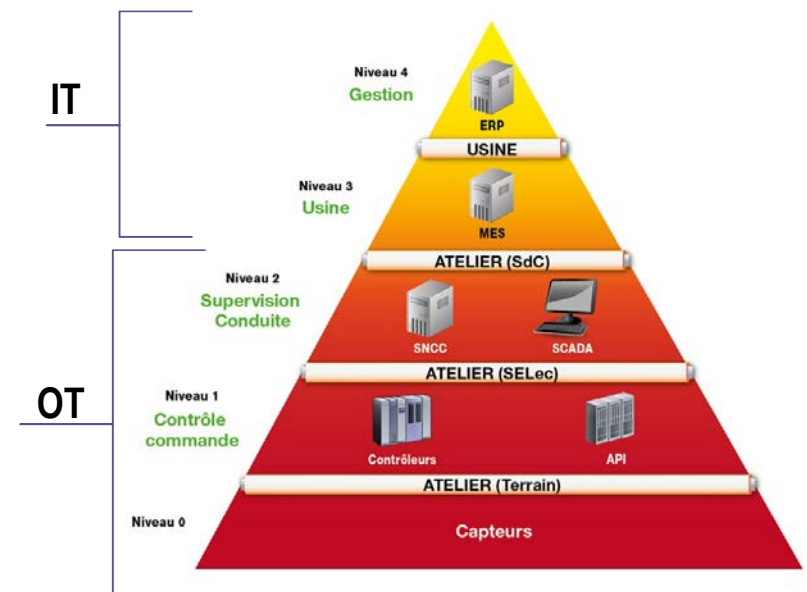 IT
Niveau 4
Gestion
ERP
USINE
Niveau 3
Usine
MES
ATELIER (SdC)
OT
Niveau 2
Supervision
Conduite
SNCC
SCADA
ATELIER (SELec)
Niveau 1
Contrôle
commande
Contrôleurs
API
ATELIER (Terrain)
Niveau 0
Capteurs